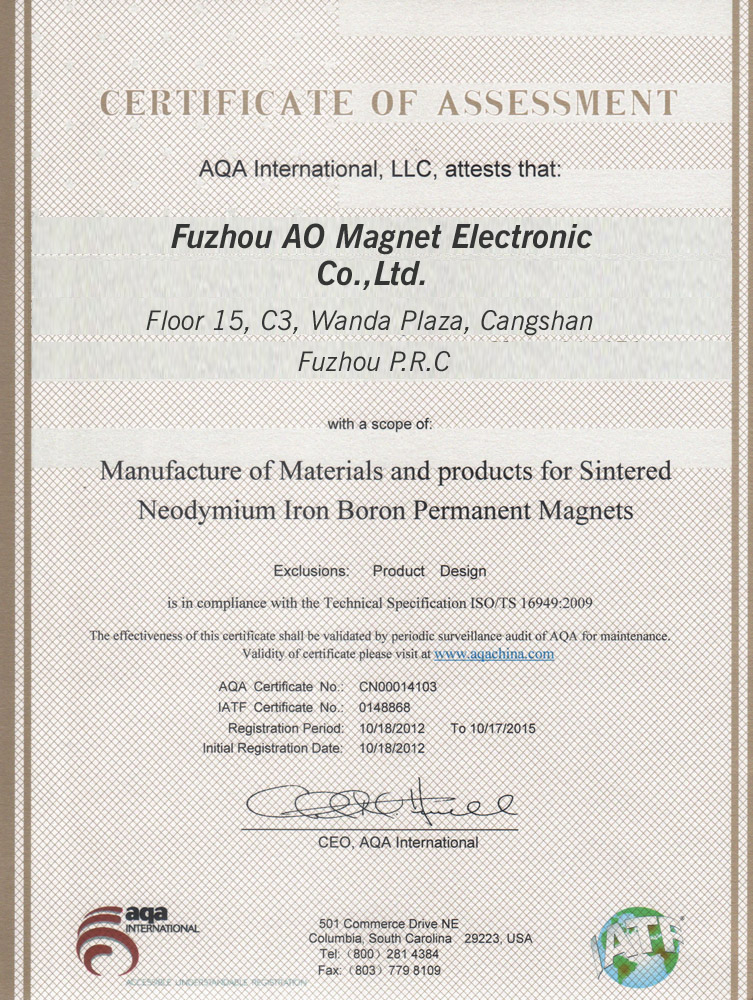 CERTIFICATE OF ASSESSMENT
AQA International, LLC, attests that:
Fuzhou AO Magnet Electronic
Co.,Ltd.
Floor 15, C3, Wanda Plaza, Cangshan
Fuzhou P.R.C
with a scope of:
Manufacture of Materials and products for Sintered
Neodymium Iron Boron Permanent Magnets
Exclusions: Product Design
is in compliance with the Technical Specification ISO/TS 16949:2009
The effectiveness of this certificate shall be validated by periodic surveillance audit of AQA for maintenance.
Validity of certificate please visit at www.aqachina.com
AQA Certificate No.: CN00014103
IATF Certificate No.: 0148868
Registration Period: 10/18/2012 To 10/17/2015
Initial Registration Date: 10/18/2012
CEO, AQA International
aqa
INTERNATIONAL
ACCESSIBLE UNDERSTANDABLE REGISTRATION
501 Commerce Drive NE
Columbia, South Carolina 29223, USA
Tel:（800）281 4384
Fax:（803）779 8109
IATF